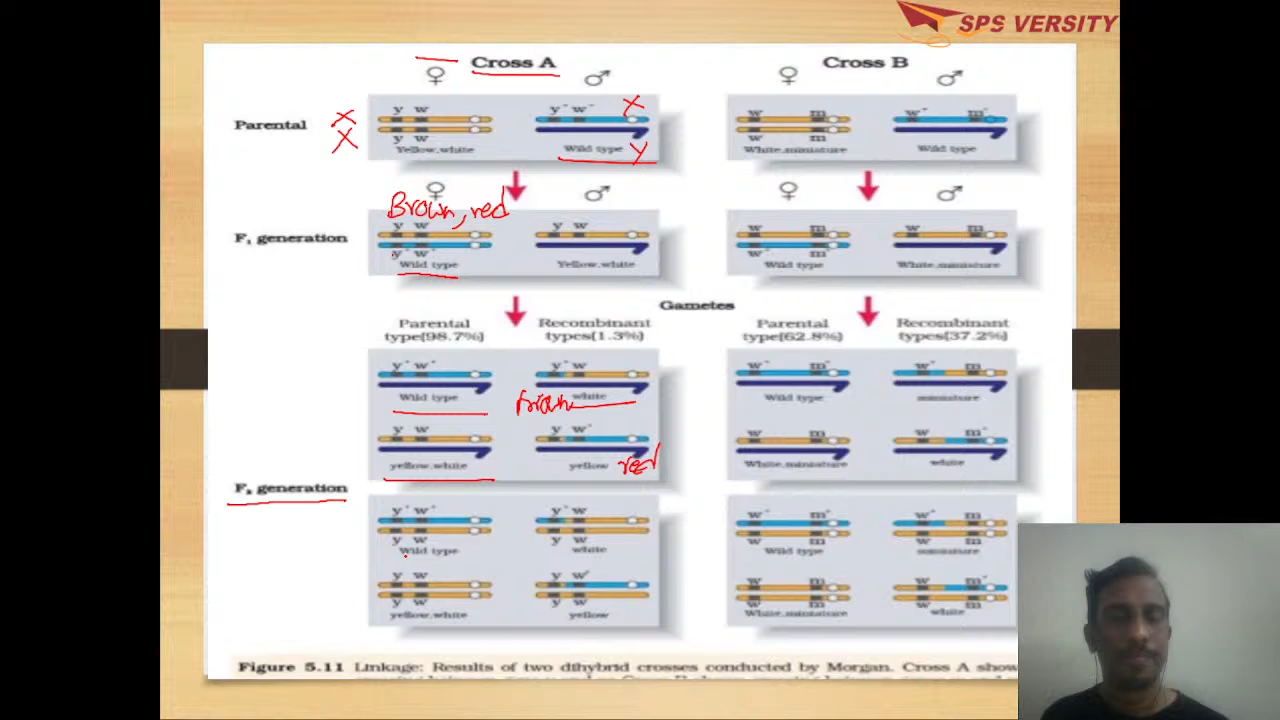 SPS VERSITY
Cross A Cross B
♀ ♂ ♀ ♂
y w y⁺ w⁺ X w m w⁺ m⁺
Parental X
X
y w Y w m
Yellow,white Wild type White,miniature Wild type
♀ ♂ ♀ ♂
Brown, red
y w y w w m w m
F₁ generation
y⁺ w⁺ w⁺ m⁺
Wild type Yellow,white Wild type White,miniature
Gametes
Parental Recombinant Parental Recombinant
type(98.7%) types(1.3%) type(62.8%) types(37.2%)
y⁺ w⁺ y⁺ w w⁺ m⁺ w⁺ m
Wild type white Wild type miniature
brown
y w y w⁺ w m w m⁺
yellow,white yellow red White,miniature white
F₂ generation
y⁺ w⁺ y⁺ w w⁺ m⁺ w⁺ m
y w y w w m w m
Wild type white Wild type miniature
y w y w⁺ w m w m⁺
y w y w w m w m
yellow,white yellow White,miniature white
Figure 5.11 Linkage: Results of two dihybrid crosses conducted by Morgan. Cross A show